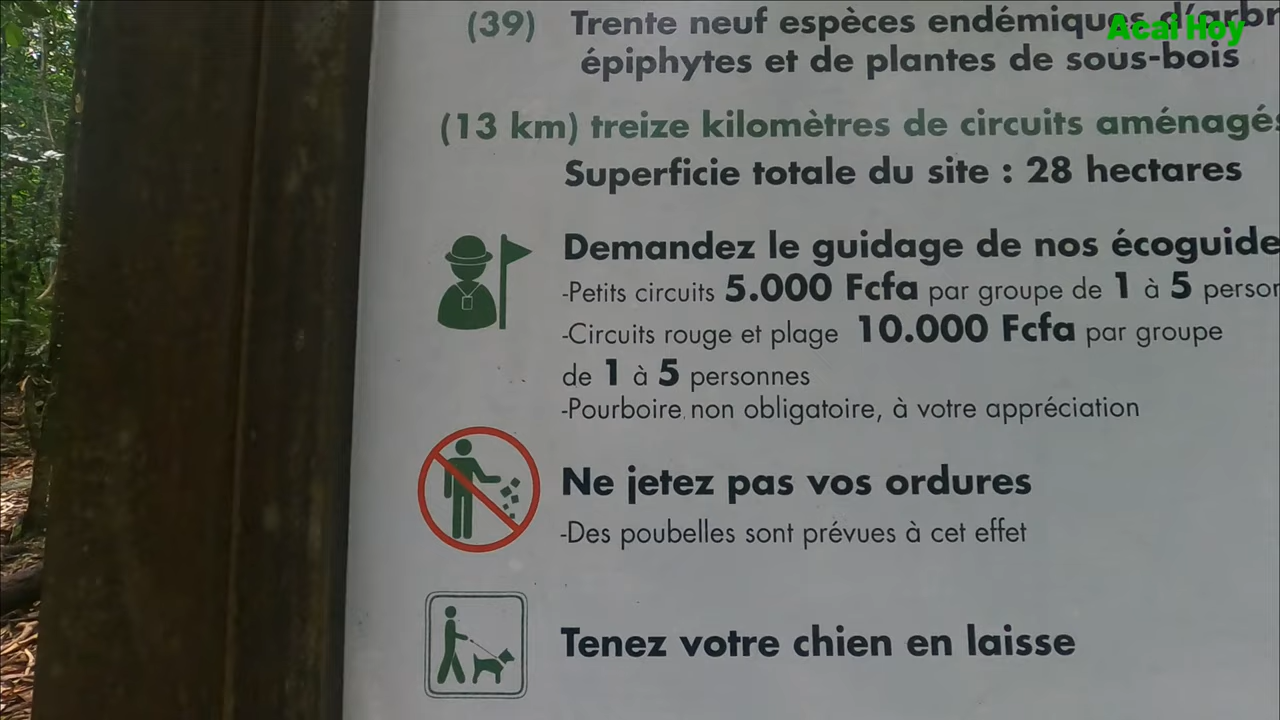 (39) Trente neuf espèces endémiques d'arbr
Acai Hoy
épiphytes et de plantes de sous-bois
(13 km) treize kilomètres de circuits aménagés
Superficie totale du site : 28 hectares
Demandez le guidage de nos écoguide
-Petits circuits 5.000 Fcfa par groupe de 1 à 5 person
-Circuits rouge et plage 10.000 Fcfa par groupe
de 1 à 5 personnes
-Pourboire non obligatoire, à votre appréciation
Ne jetez pas vos ordures
-Des poubelles sont prévues à cet effet
Tenez votre chien en laisse